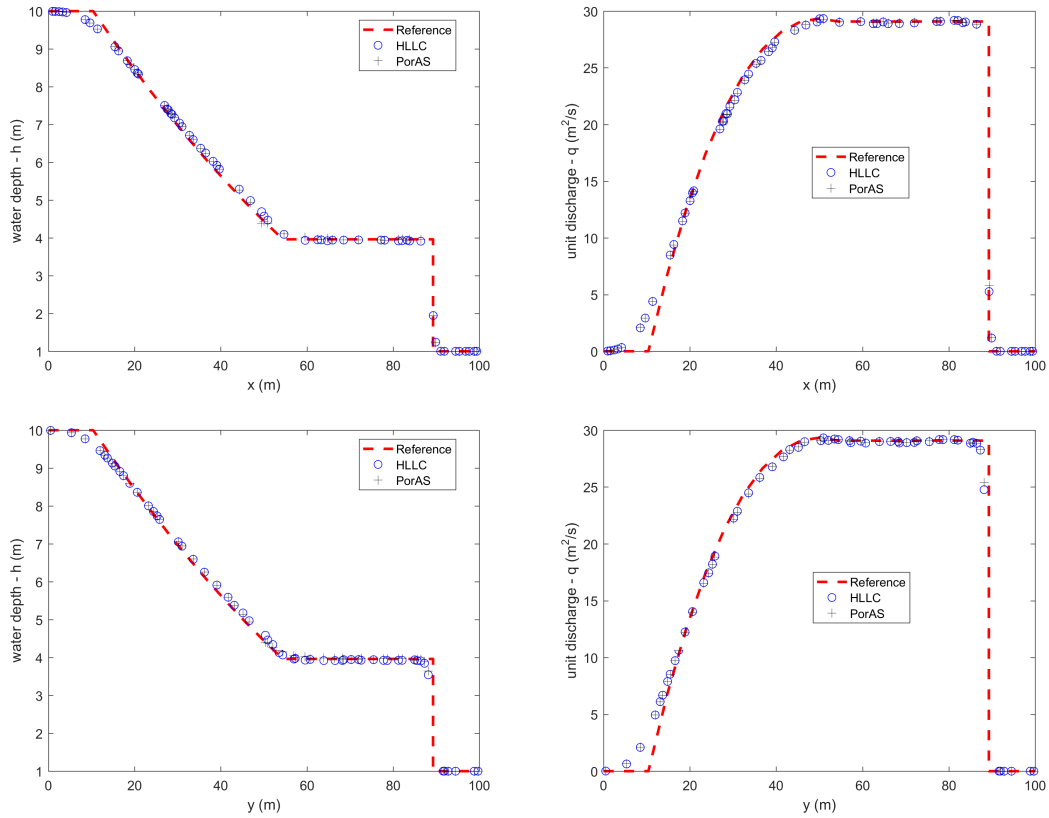 10
9
8
7
6
5
4
3
2
1
0
20
40
60
80
100
water depth - h (m)
x (m)
Reference
HLLC
PorAS
30
25
20
15
10
5
0
0
20
40
60
80
100
unit discharge - q (m²/s)
x (m)
Reference
HLLC
PorAS
10
9
8
7
6
5
4
3
2
1
0
20
40
60
80
100
water depth - h (m)
y (m)
Reference
HLLC
PorAS
30
25
20
15
10
5
0
0
20
40
60
80
100
unit discharge - q (m²/s)
y (m)
Reference
HLLC
PorAS